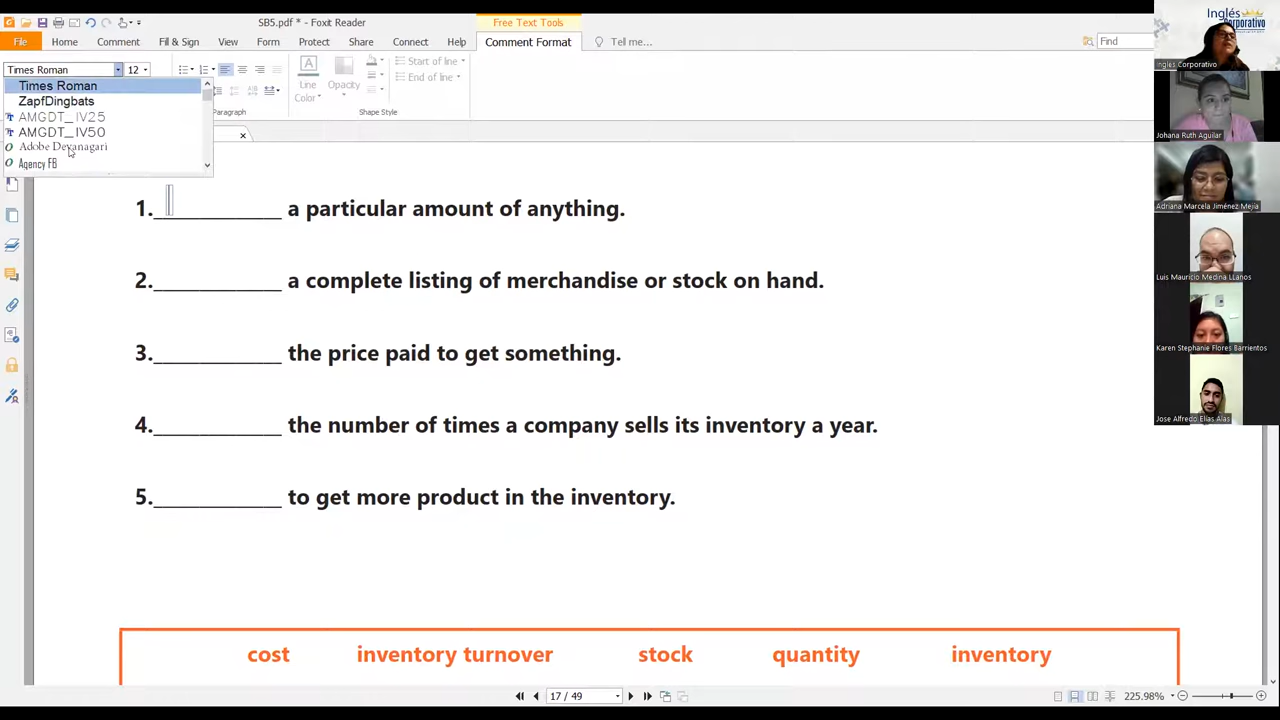 SB5.pdf * - Foxit Reader
Free Text Tools
File
Home
Comment
Fill & Sign
View
Form
Protect
Share
Connect
Help
Comment Format
Tell me...
Find
Times Roman
12
Times Roman
ZapfDingbats
AMGDT_IV25
AMGDT_IV50
Adobe Devanagari
Agency FB
Line Color
Opacity
Start of line
End of line
Paragraph
Shape Style
1.____________ a particular amount of anything.
2.____________ a complete listing of merchandise or stock on hand.
3.____________ the price paid to get something.
4.____________ the number of times a company sells its inventory a year.
5.____________ to get more product in the inventory.
cost inventory turnover stock quantity inventory
17 / 49
225.98%
Inglés Corporativo
Inglés Corporativo
Johana Ruth Aguilar
Adriana Marcela Jiménez Mejía
Luis Mauricio Medina LLanos
Karen Stephanie Flores Barrientos
Jose Alfredo Elias Alas